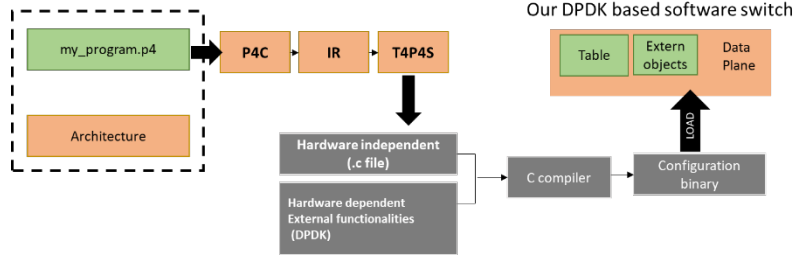 Our DPDK based software switch
my_program.p4
P4C
IR
T4P4S
Table
Extern
objects
Data
Plane
Architecture
LOAD
Hardware independent
(.c file)
C compiler
Configuration
binary
Hardware dependent
External functionalities
(DPDK)